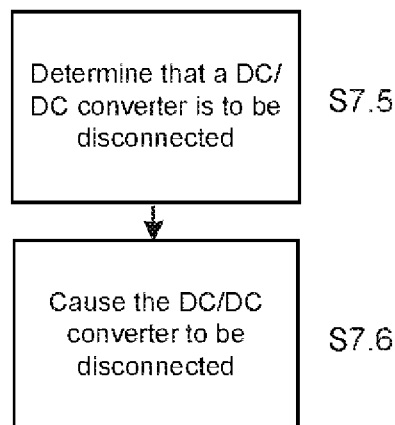 Determine that a DC/
DC converter is to be
disconnected
S7.5
Cause the DC/DC
converter to be
disconnected
S7.6